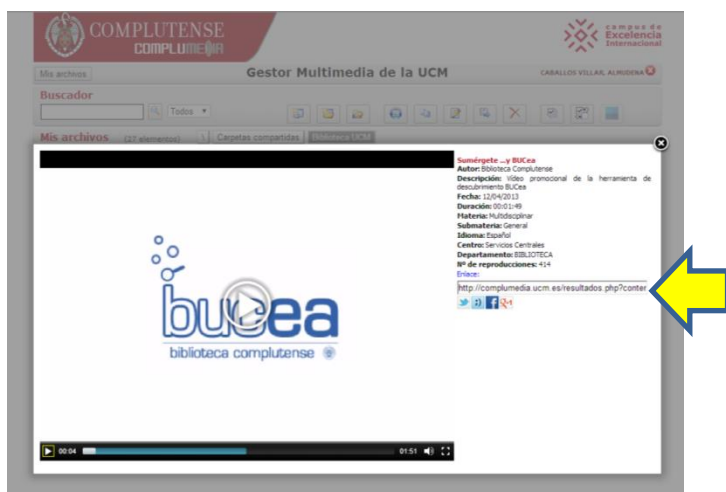 COMPLUTENSE
COMPLUMEDIA
campus de
Excelencia
Internacional
Mis archivos
Gestor Multimedia de la UCM
CABALLOS VILLAR, ALMUDENA
Buscador
Todos
Mis archivos (17 elementos) \ Carpetas compartidas Biblioteca UCM
Sumérgete ...y BUCea
Autor: Biblioteca Complutense
Descripción: Vídeo promocional de la herramienta de
descubrimiento BUCea
Fecha: 12/04/2013
Duración: 00:01:49
Materia: Multidisciplinar
Submateria: General
Idioma: Español
Centro: Servicios Centrales
Departamento: BIBLIOTECA
Nº de reproducciones: 414
Enlace:
http://complumedia.ucm.es/resultados.php?conter
bucea
biblioteca complutense
00:04
01:51